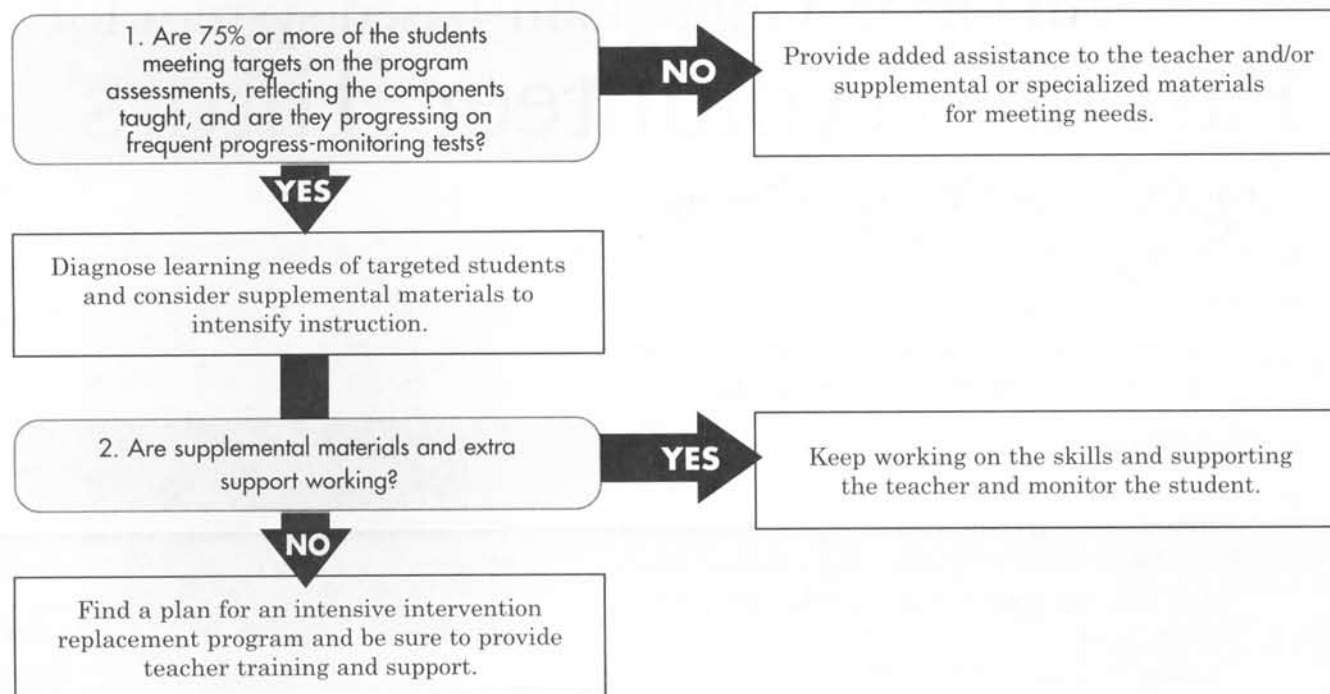 1. Are 75% or more of the students
meeting targets on the program
assessments, reflecting the components
taught, and are they progressing on
frequent progress-monitoring tests?
NO
Provide added assistance to the teacher and/or
supplemental or specialized materials
for meeting needs.
YES
Diagnose learning needs of targeted students
and consider supplemental materials to
intensify instruction.
2. Are supplemental materials and extra
support working?
YES
Keep working on the skills and supporting
the teacher and monitor the student.
NO
Find a plan for an intensive intervention
replacement program and be sure to provide
teacher training and support.